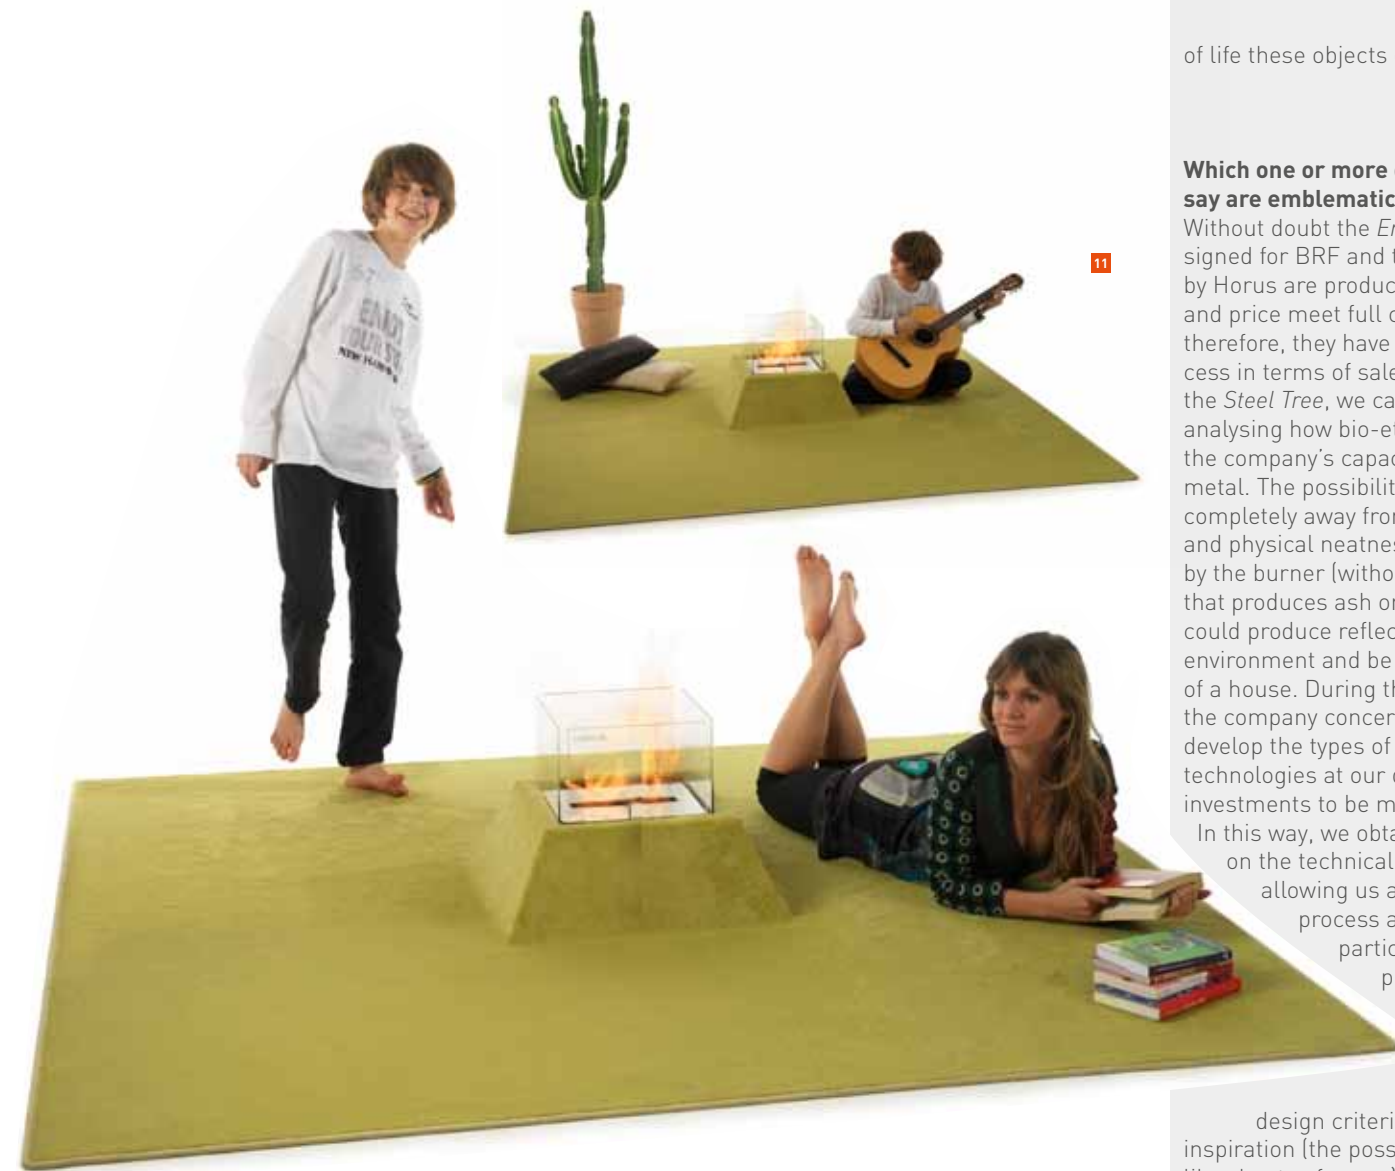 of life these objects
Which one or more
say are emblematic
Without doubt the
signed for BRF and
by Horus are produc
and price meet full
therefore, they have
cess in terms of sale
the Steel Tree, we ca
analysing how bio-et
the company's capac
metal. The possibilit
completely away from
and physical neatnes
by the burner (withou
that produces ash or
could produce reflec
environment and be
of a house. During th
the company concer
develop the types of
technologies at our
investments to be m
In this way, we obta
on the technical
allowing us a
process a
partic
p
design criteri
inspiration (the poss
11
ENJOY
NEW